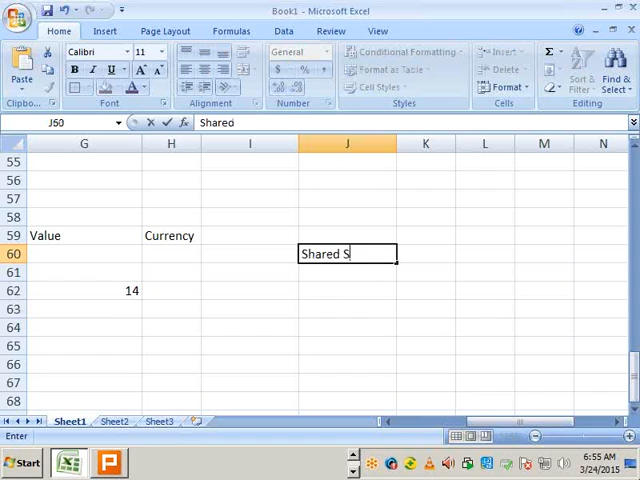 Book1 - Microsoft Excel
Home Insert Page Layout Formulas Data Review View
Calibri 11 General Conditional Formatting Insert Σ
Paste B I U A A $ % , Format as Table Delete Sort & Filter Find & Select
Cell Styles Format
Clipboard... Font Alignment Number Styles Cells Editing
J60 fx Shared
G H I J K L M N
55
56
57
58
59 Value Currency
60 Shared S
61
62 14
63
64
65
66
67
68
Sheet1 Sheet2 Sheet3
Enter
Start P 6:55 AM
3/24/2015